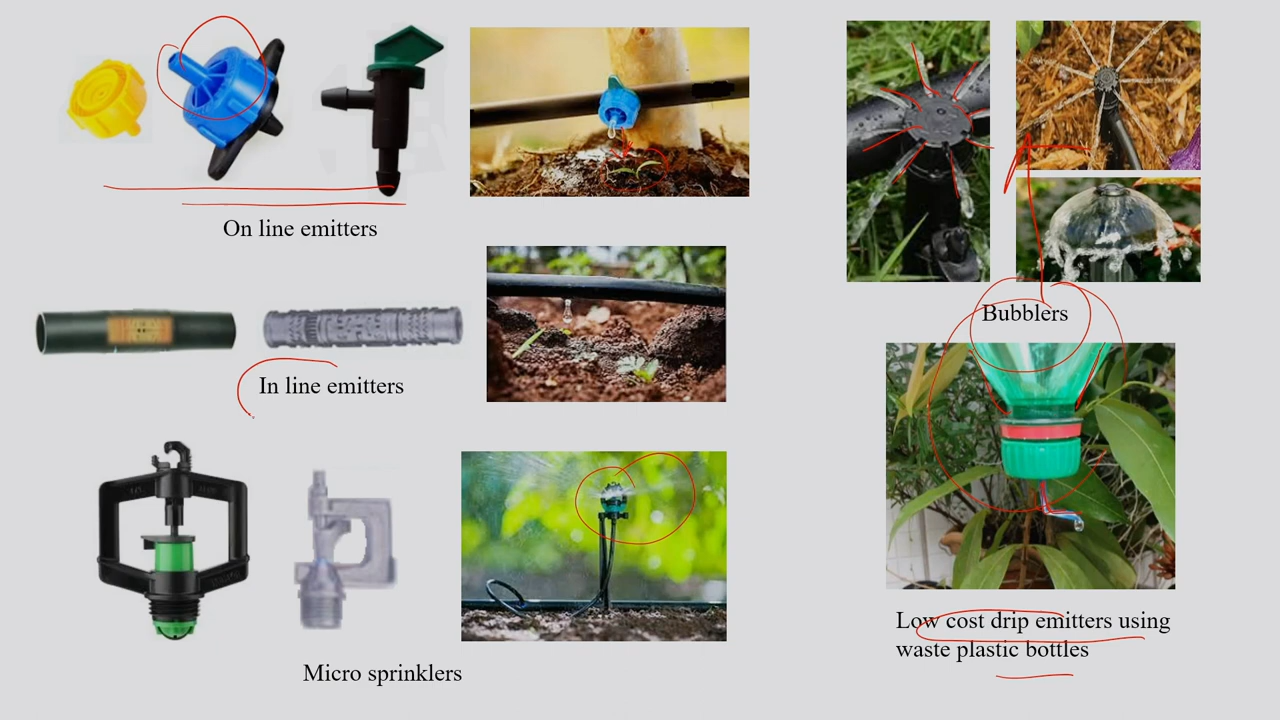 On line emitters
In line emitters
Micro sprinklers
Bubblers
Low cost drip emitters using
waste plastic bottles